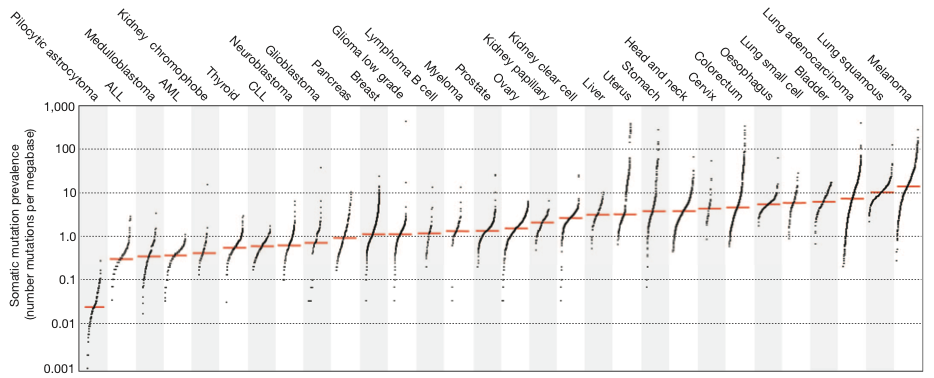 Pilocytic astrocytoma
ALL
Medulloblastoma
AML
Kidney chromophobe
Thyroid
CLL
Neuroblastoma
Glioblastoma
Pancreas
Breast
Glioma low grade
Lymphoma B cell
Myeloma
Prostate
Ovary
Kidney papillary
Kidney clear cell
Liver
Uterus
Stomach
Head and neck
Cervix
Colorectum
Oesophagus
Lung small cell
Bladder
Lung adenocarcinoma
Lung squamous
Melanoma
Somatic mutation prevalence
(number mutations per megabase)
1,000
100
10
1.0
0.1
0.01
0.001